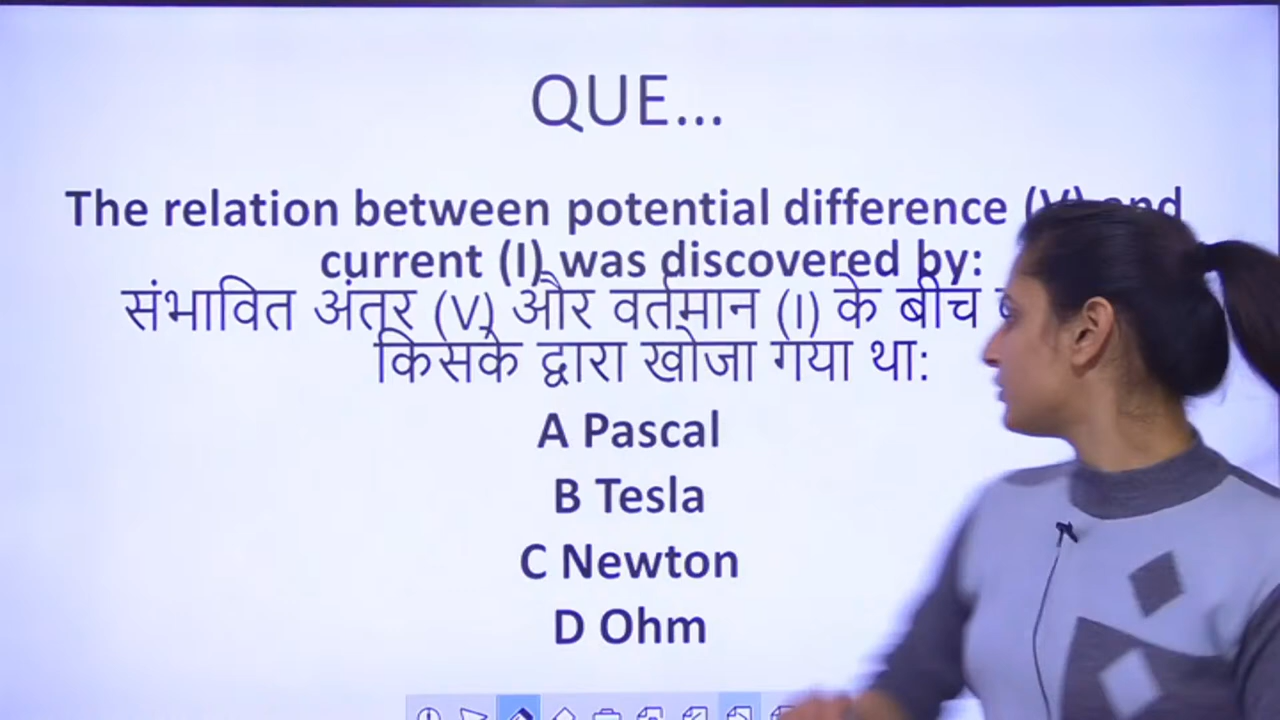 QUE...
The relation between potential difference (V) and
current (I) was discovered by:
संभावित अंतर (V) और वर्तमान (I) के बीच
किसके द्वारा खोजा गया था:
A Pascal
B Tesla
C Newton
D Ohm